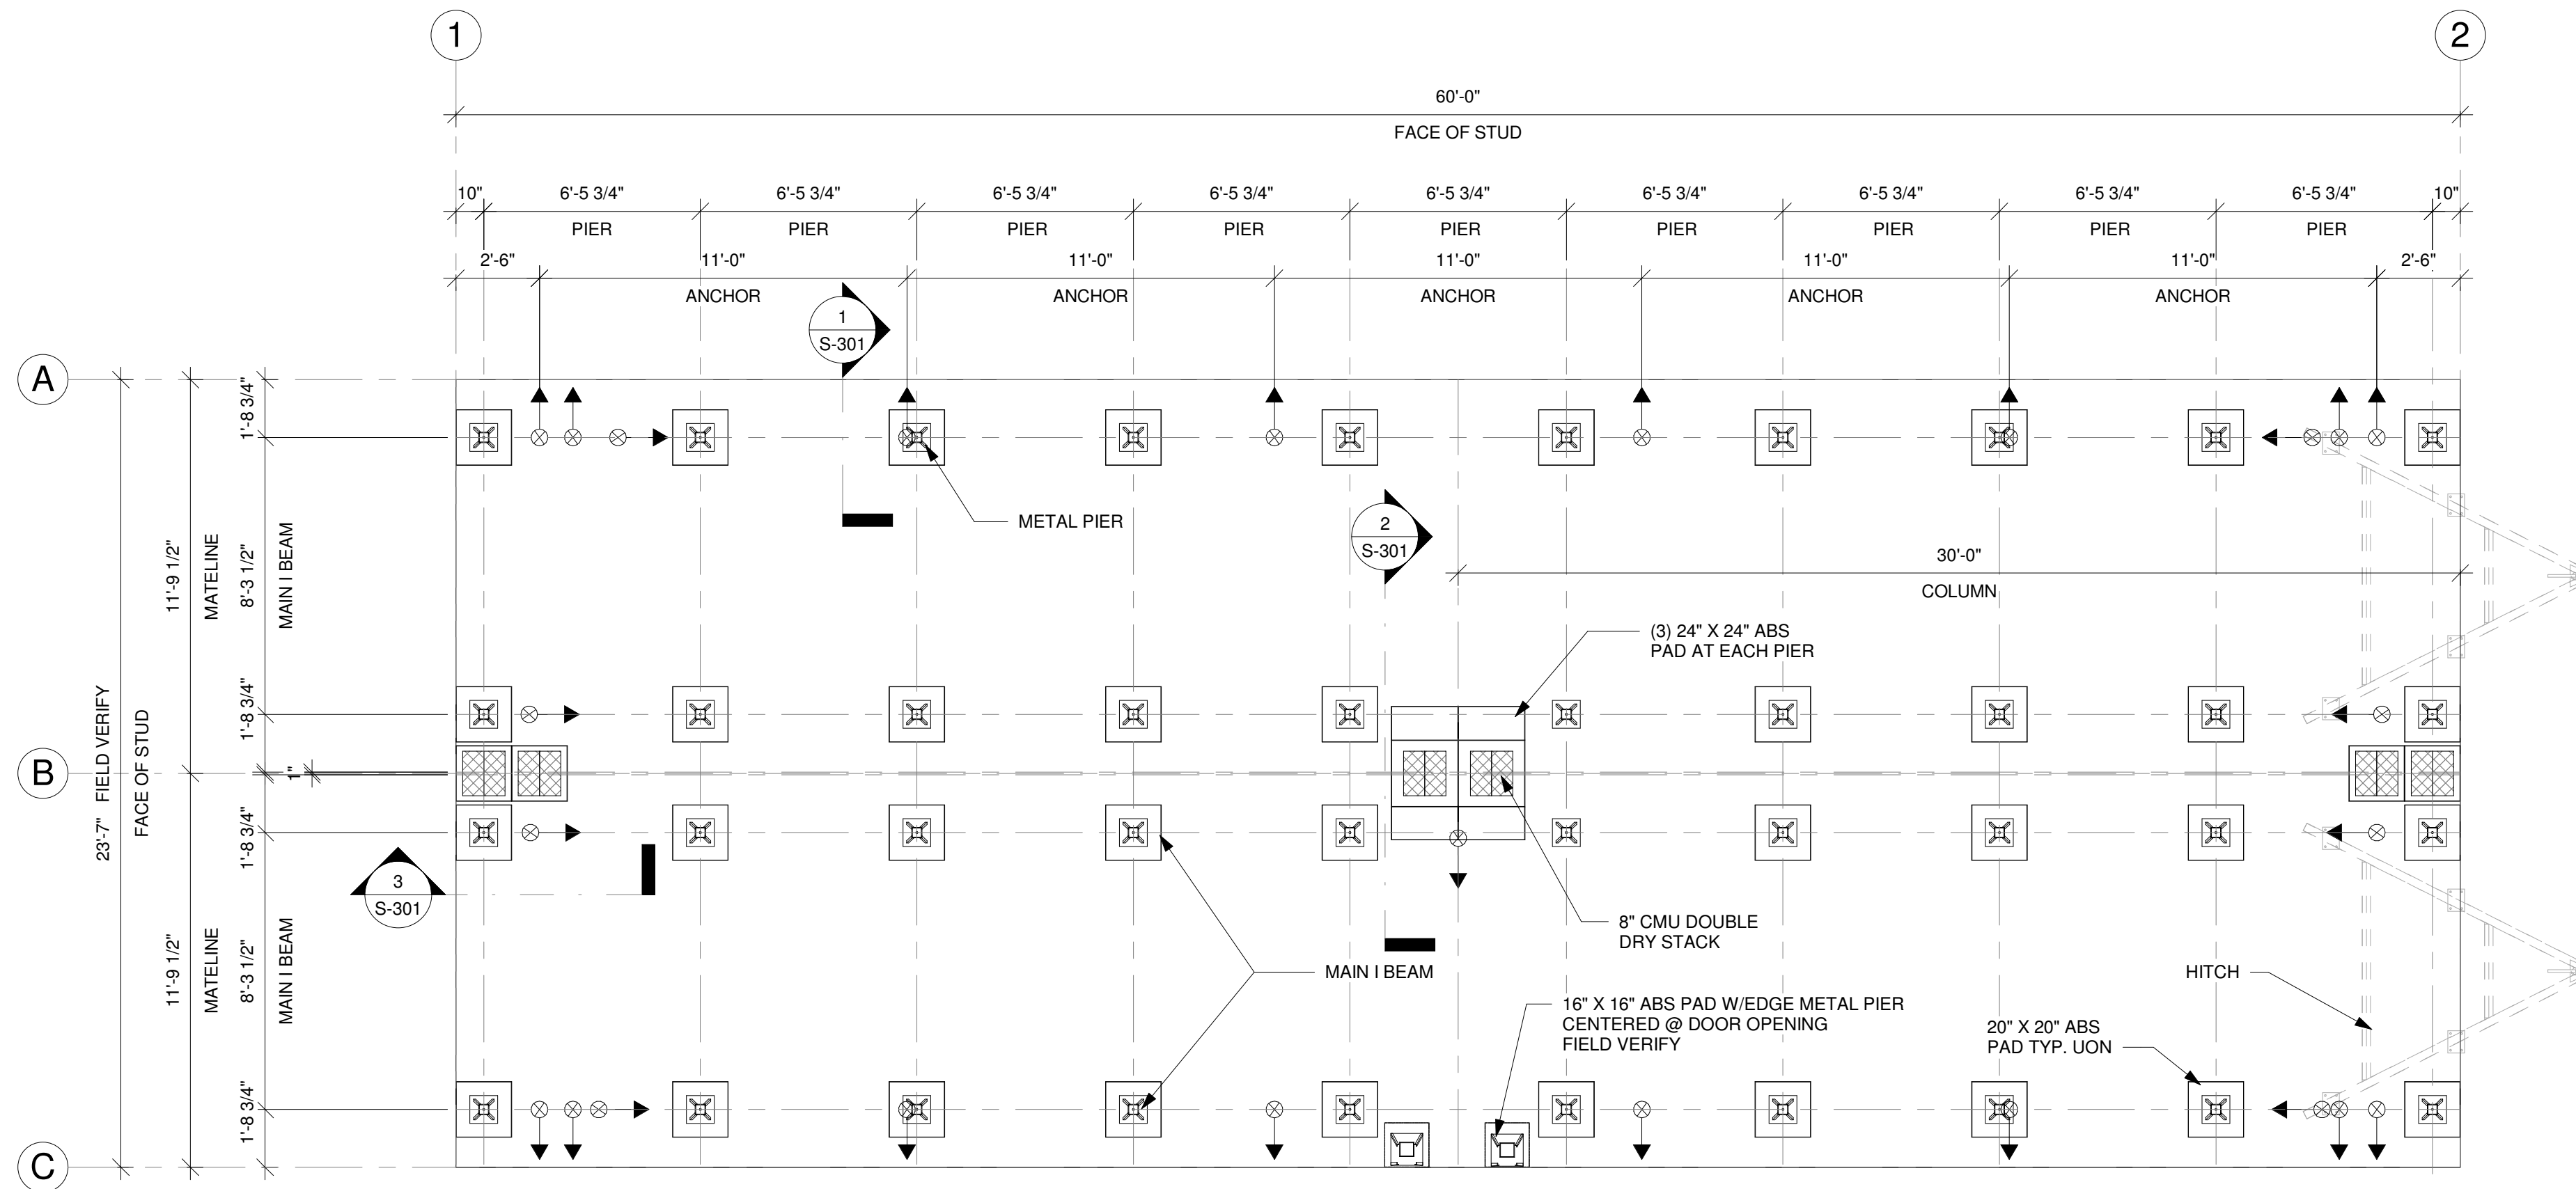 1
2
60'-0"
FACE OF STUD
10"
6'-5 3/4"
6'-5 3/4"
6'-5 3/4"
6'-5 3/4"
6'-5 3/4"
6'-5 3/4"
6'-5 3/4"
6'-5 3/4"
6'-5 3/4"
10"
PIER
PIER
PIER
PIER
PIER
PIER
PIER
PIER
PIER
2'-6"
11'-0"
11'-0"
11'-0"
11'-0"
11'-0"
2'-6"
ANCHOR
ANCHOR
ANCHOR
ANCHOR
ANCHOR
1
S-301
A
B
C
23'-7" FIELD VERIFY
FACE OF STUD
11'-9 1/2"
MATELINE
11'-9 1/2"
MATELINE
1'-8 3/4"
8'-3 1/2"
MAIN I BEAM
1'-8 3/4"
1"
1'-8 3/4"
8'-3 1/2"
MAIN I BEAM
1'-8 3/4"
METAL PIER
2
S-301
30'-0"
COLUMN
(3) 24" X 24" ABS
PAD AT EACH PIER
3
S-301
8" CMU DOUBLE
DRY STACK
MAIN I BEAM
HITCH
16" X 16" ABS PAD W/EDGE METAL PIER
CENTERED @ DOOR OPENING
FIELD VERIFY
20" X 20" ABS
PAD TYP. UON